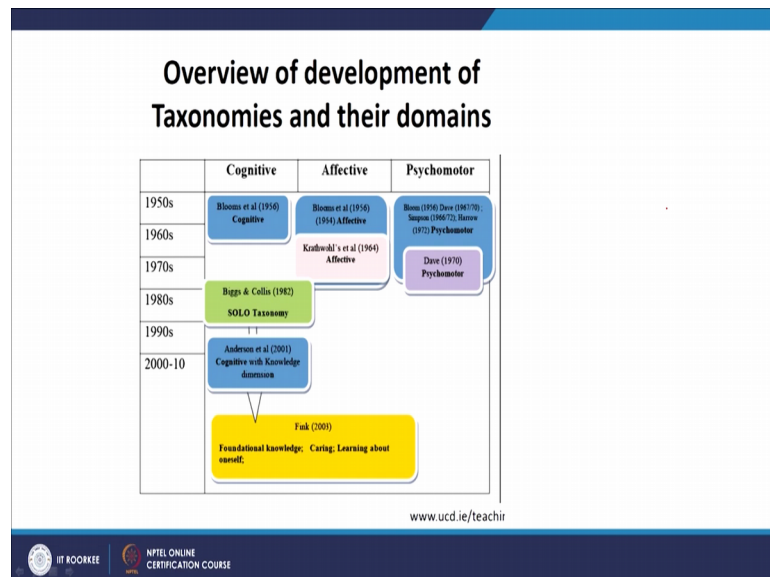 Overview of development of
Taxonomies and their domains
Cognitive Affective Psychomotor
1950s
1960s
1970s
1980s
1990s
2000-10
Blooms et al (1956)
Cognitive
Blooms et al (1956)
(1964) Affective
Krathwohl`s et al (1964)
Affective
Bloom (1956) Dave (1967/70) ;
Simpson (1966/72); Harrow
(1972) Psychomotor
Dave (1970)
Psychomotor
Biggs & Collis (1982)
SOLO Taxonomy
Anderson et al (2001)
Cognitive with Knowledge
dimension
Fink (2003)
Foundational knowledge; Caring; Learning about
oneself;
www.ucd.ie/teachin
IIT ROORKEE
NPTEL ONLINE
CERTIFICATION COURSE